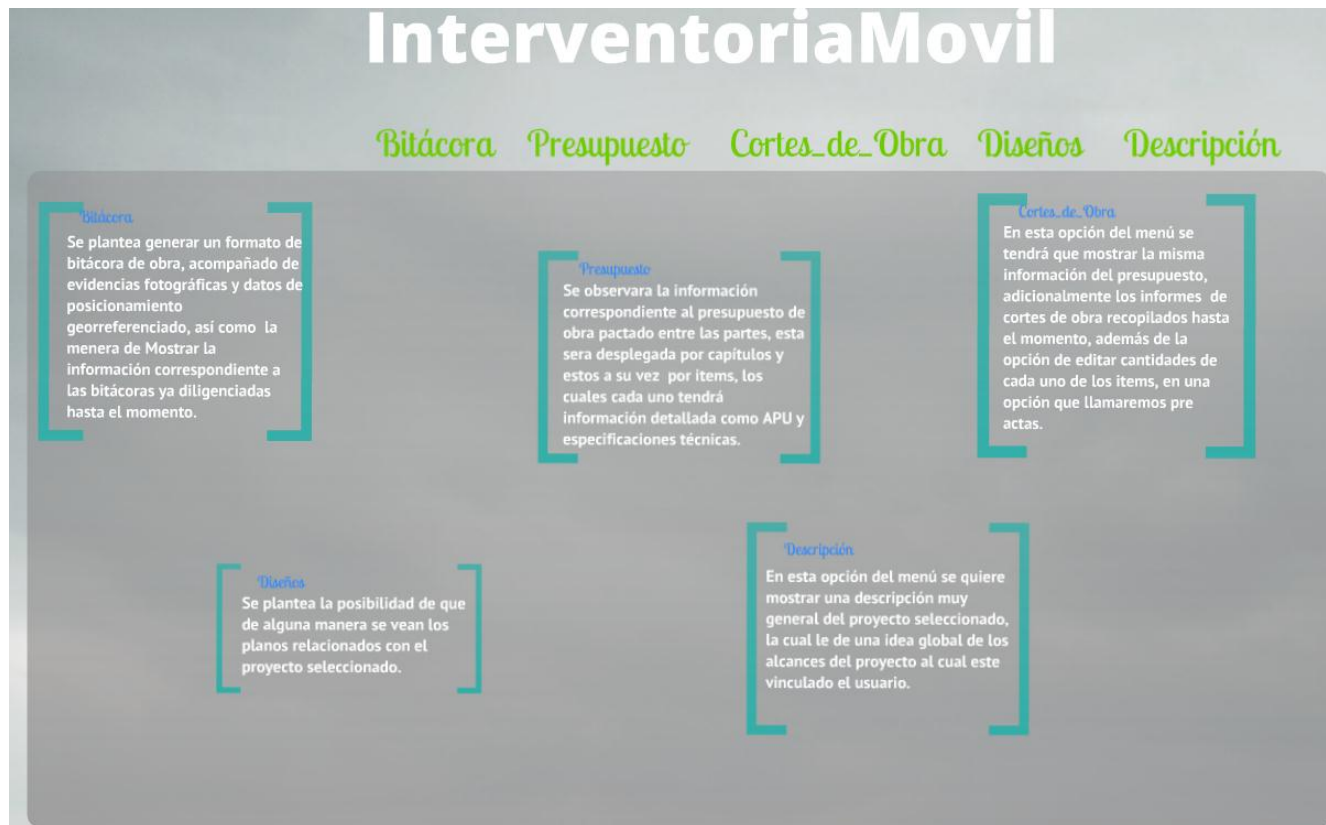 InterventoriaMovil
Bitácora Presupuesto Cortes_de_Obra Diseños Descripción
Bitácora
Se plantea generar un formato de
bitácora de obra, acompañado de
evidencias fotográficas y datos de
posicionamiento
georreferenciado, así como la
menera de Mostrar la
información correspondiente a
las bitácoras ya diligenciadas
hasta el momento.
Presupuesto
Se observara la información
correspondiente al presupuesto de
obra pactado entre las partes, esta
sera desplegada por capítulos y
estos a su vez por items, los
cuales cada uno tendrá
información detallada como APU y
especificaciones técnicas.
Cortes_de_Obra
En esta opción del menú se
tendrá que mostrar la misma
información del presupuesto,
adicionalmente los informes de
cortes de obra recopilados hasta
el momento, además de la
opción de editar cantidades de
cada uno de los items, en una
opción que llamaremos pre
actas.
Diseños
Se plantea la posibilidad de que
de alguna manera se vean los
planos relacionados con el
proyecto seleccionado.
Descripción
En esta opción del menú se quiere
mostrar una descripción muy
general del proyecto seleccionado,
la cual le de una idea global de los
alcances del proyecto al cual este
vinculado el usuario.